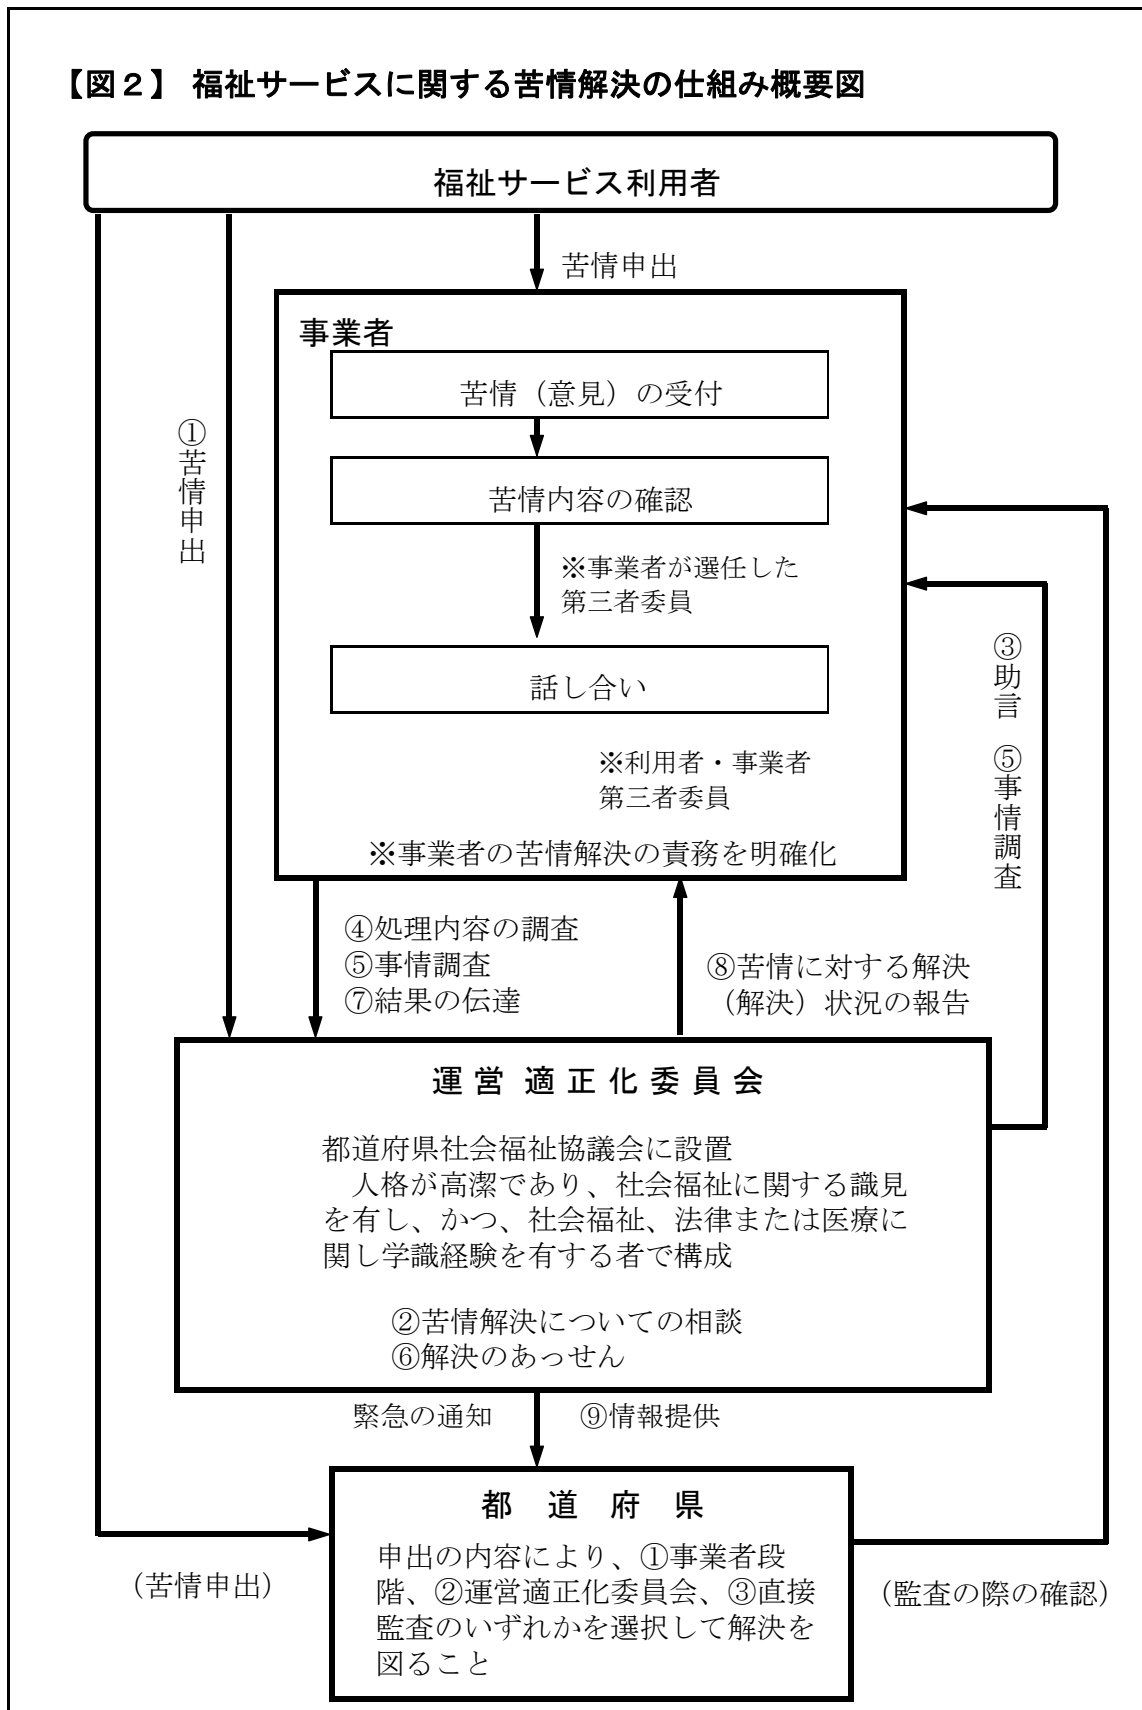 【図２】 福祉サービスに関する苦情解決の仕組み概要図
福祉サービス利用者
苦情申出
事業者
苦情（意見）の受付
①苦情申出
苦情内容の確認
※事業者が選任した
第三者委員
話し合い
③助言 ⑤事情調査
※利用者・事業者
第三者委員
※事業者の苦情解決の責務を明確化
④処理内容の調査
⑤事情調査
⑦結果の伝達
⑧苦情に対する解決
（解決）状況の報告
運営適正化委員会
都道府県社会福祉協議会に設置
人格が高潔であり、社会福祉に関する識見
を有し、かつ、社会福祉、法律または医療に
関し学識経験を有する者で構成
②苦情解決についての相談
⑥解決のあっせん
緊急の通知 ⑨情報提供
都道府県
申出の内容により、①事業者段
階、②運営適正化委員会、③直接
監査のいずれかを選択して解決を
図ること
（苦情申出）
（監査の際の確認）